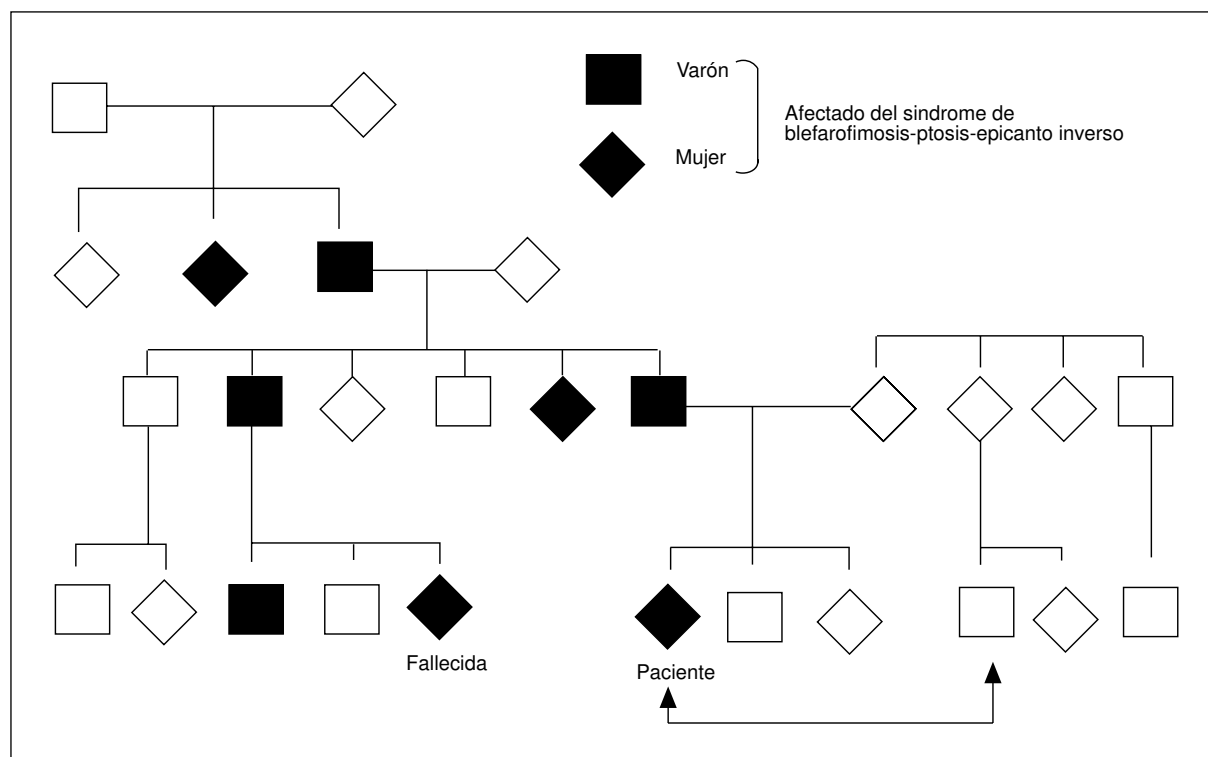 Varón
Afectado del sindrome de
blefarofimosis-ptosis-epicanto inverso
Mujer
Fallecida
Paciente